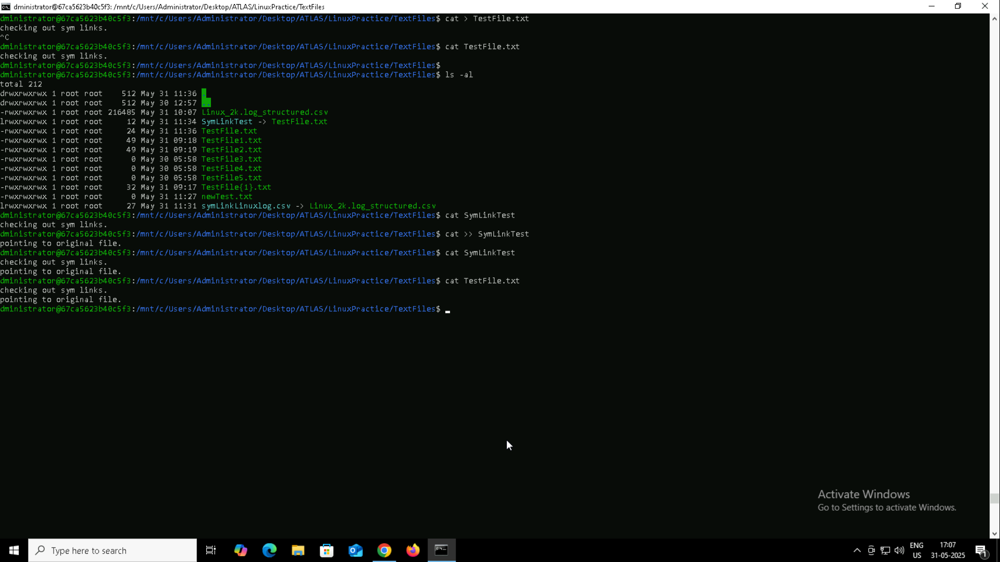 dministrator@67ca5623b40c5f3: /mnt/c/Users/Administrator/Desktop/ATLAS/LinuxPractice/TextFiles
dministrator@67ca5623b40c5f3:/mnt/c/Users/Administrator/Desktop/ATLAS/LinuxPractice/TextFiles$ cat > TestFile.txt
checking out sym links.
^C
dministrator@67ca5623b40c5f3:/mnt/c/Users/Administrator/Desktop/ATLAS/LinuxPractice/TextFiles$ cat TestFile.txt
checking out sym links.
dministrator@67ca5623b40c5f3:/mnt/c/Users/Administrator/Desktop/ATLAS/LinuxPractice/TextFiles$
dministrator@67ca5623b40c5f3:/mnt/c/Users/Administrator/Desktop/ATLAS/LinuxPractice/TextFiles$ ls -al
total 212
drwxrwxrwx 1 root root    512 May 31 11:36 .
drwxrwxrwx 1 root root    512 May 30 12:57 ..
-rwxrwxrwx 1 root root 216485 May 31 10:07 Linux_2k.log_structured.csv
lrwxrwxrwx 1 root root     12 May 31 11:34 SymLinkTest -> TestFile.txt
-rwxrwxrwx 1 root root     24 May 31 11:36 TestFile.txt
-rwxrwxrwx 1 root root     49 May 31 09:18 TestFile1.txt
-rwxrwxrwx 1 root root     49 May 31 09:19 TestFile2.txt
-rwxrwxrwx 1 root root      0 May 30 05:58 TestFile3.txt
-rwxrwxrwx 1 root root      0 May 30 05:58 TestFile4.txt
-rwxrwxrwx 1 root root      0 May 30 05:58 TestFile5.txt
-rwxrwxrwx 1 root root     32 May 31 09:17 TestFile{1}.txt
-rwxrwxrwx 1 root root      0 May 31 11:27 newTest.txt
lrwxrwxrwx 1 root root     27 May 31 11:31 symLinkLinuxlog.csv -> Linux_2k.log_structured.csv
dministrator@67ca5623b40c5f3:/mnt/c/Users/Administrator/Desktop/ATLAS/LinuxPractice/TextFiles$ cat SymLinkTest
checking out sym links.
dministrator@67ca5623b40c5f3:/mnt/c/Users/Administrator/Desktop/ATLAS/LinuxPractice/TextFiles$ cat >> SymLinkTest
pointing to original file.
dministrator@67ca5623b40c5f3:/mnt/c/Users/Administrator/Desktop/ATLAS/LinuxPractice/TextFiles$ cat SymLinkTest
checking out sym links.
pointing to original file.
dministrator@67ca5623b40c5f3:/mnt/c/Users/Administrator/Desktop/ATLAS/LinuxPractice/TextFiles$ cat TestFile.txt
checking out sym links.
pointing to original file.
dministrator@67ca5623b40c5f3:/mnt/c/Users/Administrator/Desktop/ATLAS/LinuxPractice/TextFiles$
Activate Windows
Go to Settings to activate Windows.
Type here to search
ENG
US
17:07
31-05-2025
1